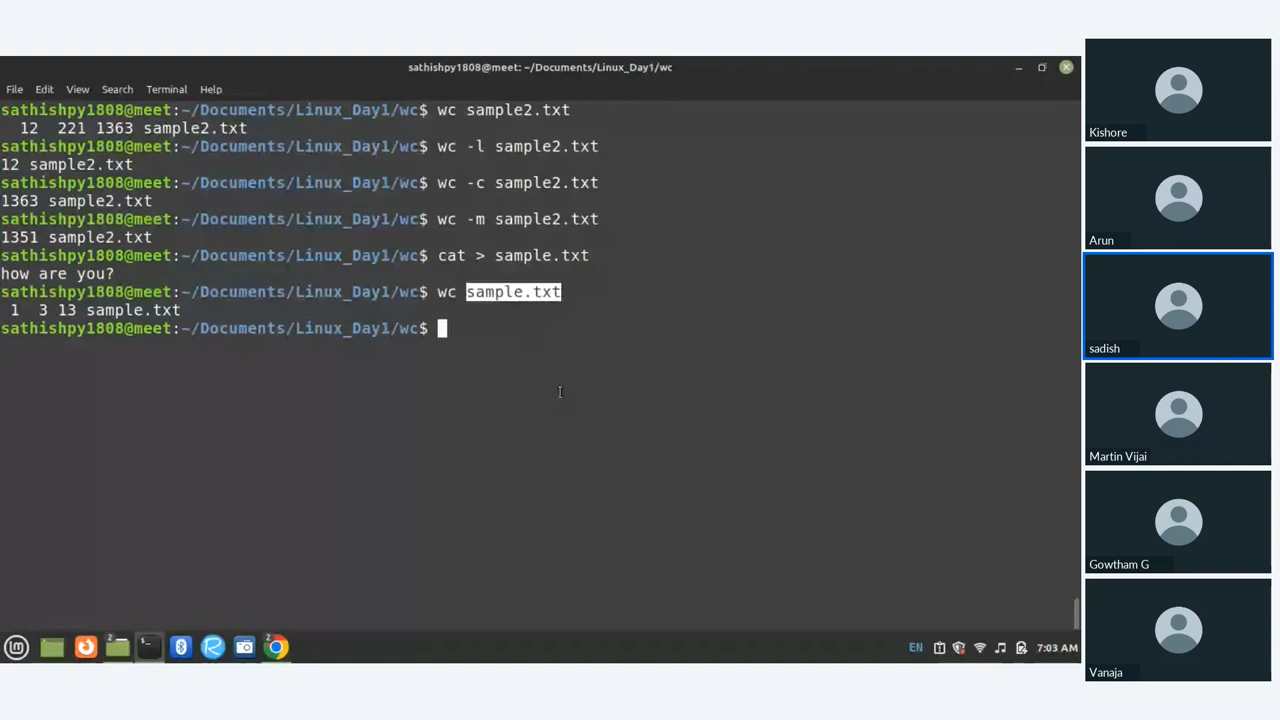 sathishpy1808@meet: ~/Documents/Linux_Day1/wc
File Edit View Search Terminal Help
sathishpy1808@meet:~/Documents/Linux_Day1/wc$ wc sample2.txt
12 221 1363 sample2.txt
sathishpy1808@meet:~/Documents/Linux_Day1/wc$ wc -l sample2.txt
12 sample2.txt
sathishpy1808@meet:~/Documents/Linux_Day1/wc$ wc -c sample2.txt
1363 sample2.txt
sathishpy1808@meet:~/Documents/Linux_Day1/wc$ wc -m sample2.txt
1351 sample2.txt
sathishpy1808@meet:~/Documents/Linux_Day1/wc$ cat > sample.txt
how are you?
sathishpy1808@meet:~/Documents/Linux_Day1/wc$ wc sample.txt
1 3 13 sample.txt
sathishpy1808@meet:~/Documents/Linux_Day1/wc$
2 2
EN 7:03 AM
Kishore
Arun
sadish
Martin Vijai
Gowtham G
Vanaja